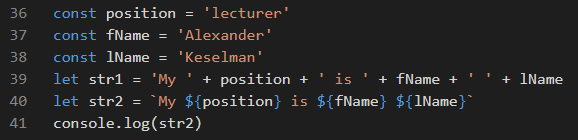 36 const position = 'lecturer'
37 const fName = 'Alexander'
38 const lName = 'Keselman'
39 let str1 = 'My ' + position + ' is ' + fName + ' ' + lName
40 let str2 = `My ${position} is ${fName} ${lName}`
41 console.log(str2)